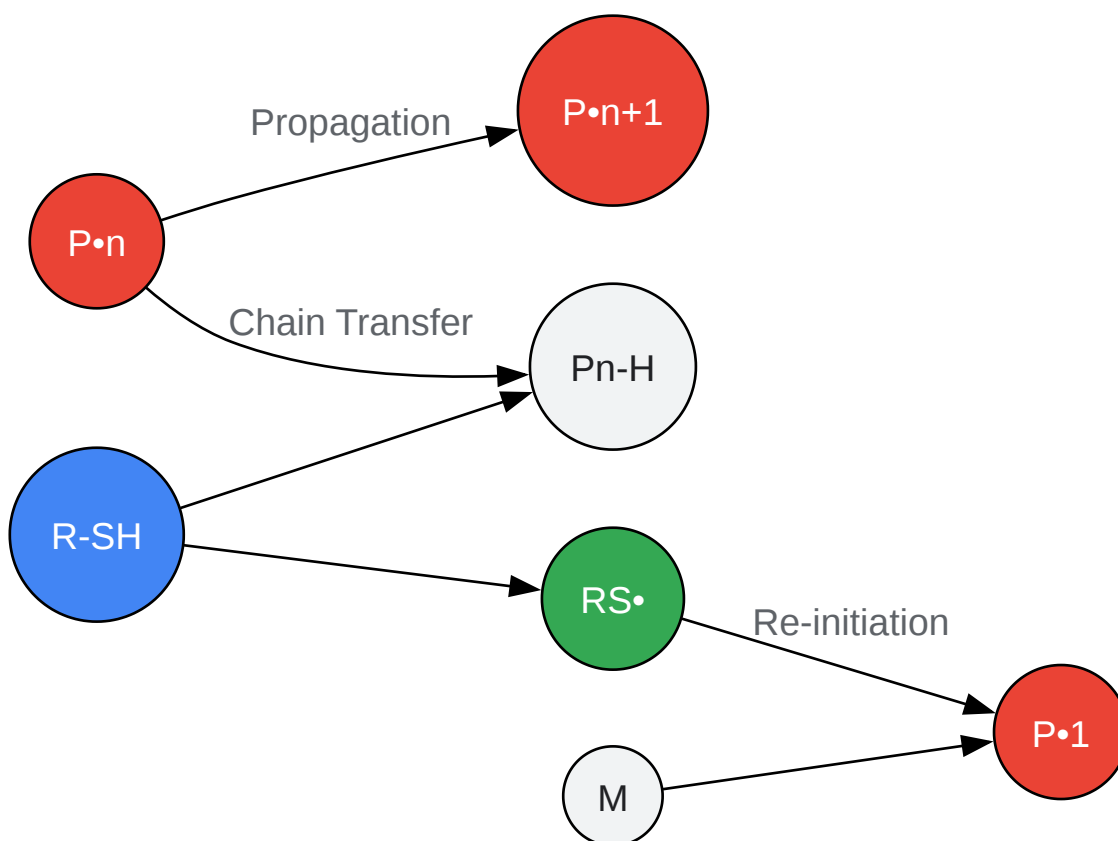 P•n+1
Propagation
P•n
Chain Transfer
Pn-H
R-SH
RS•
Re-initiation
P•1
M